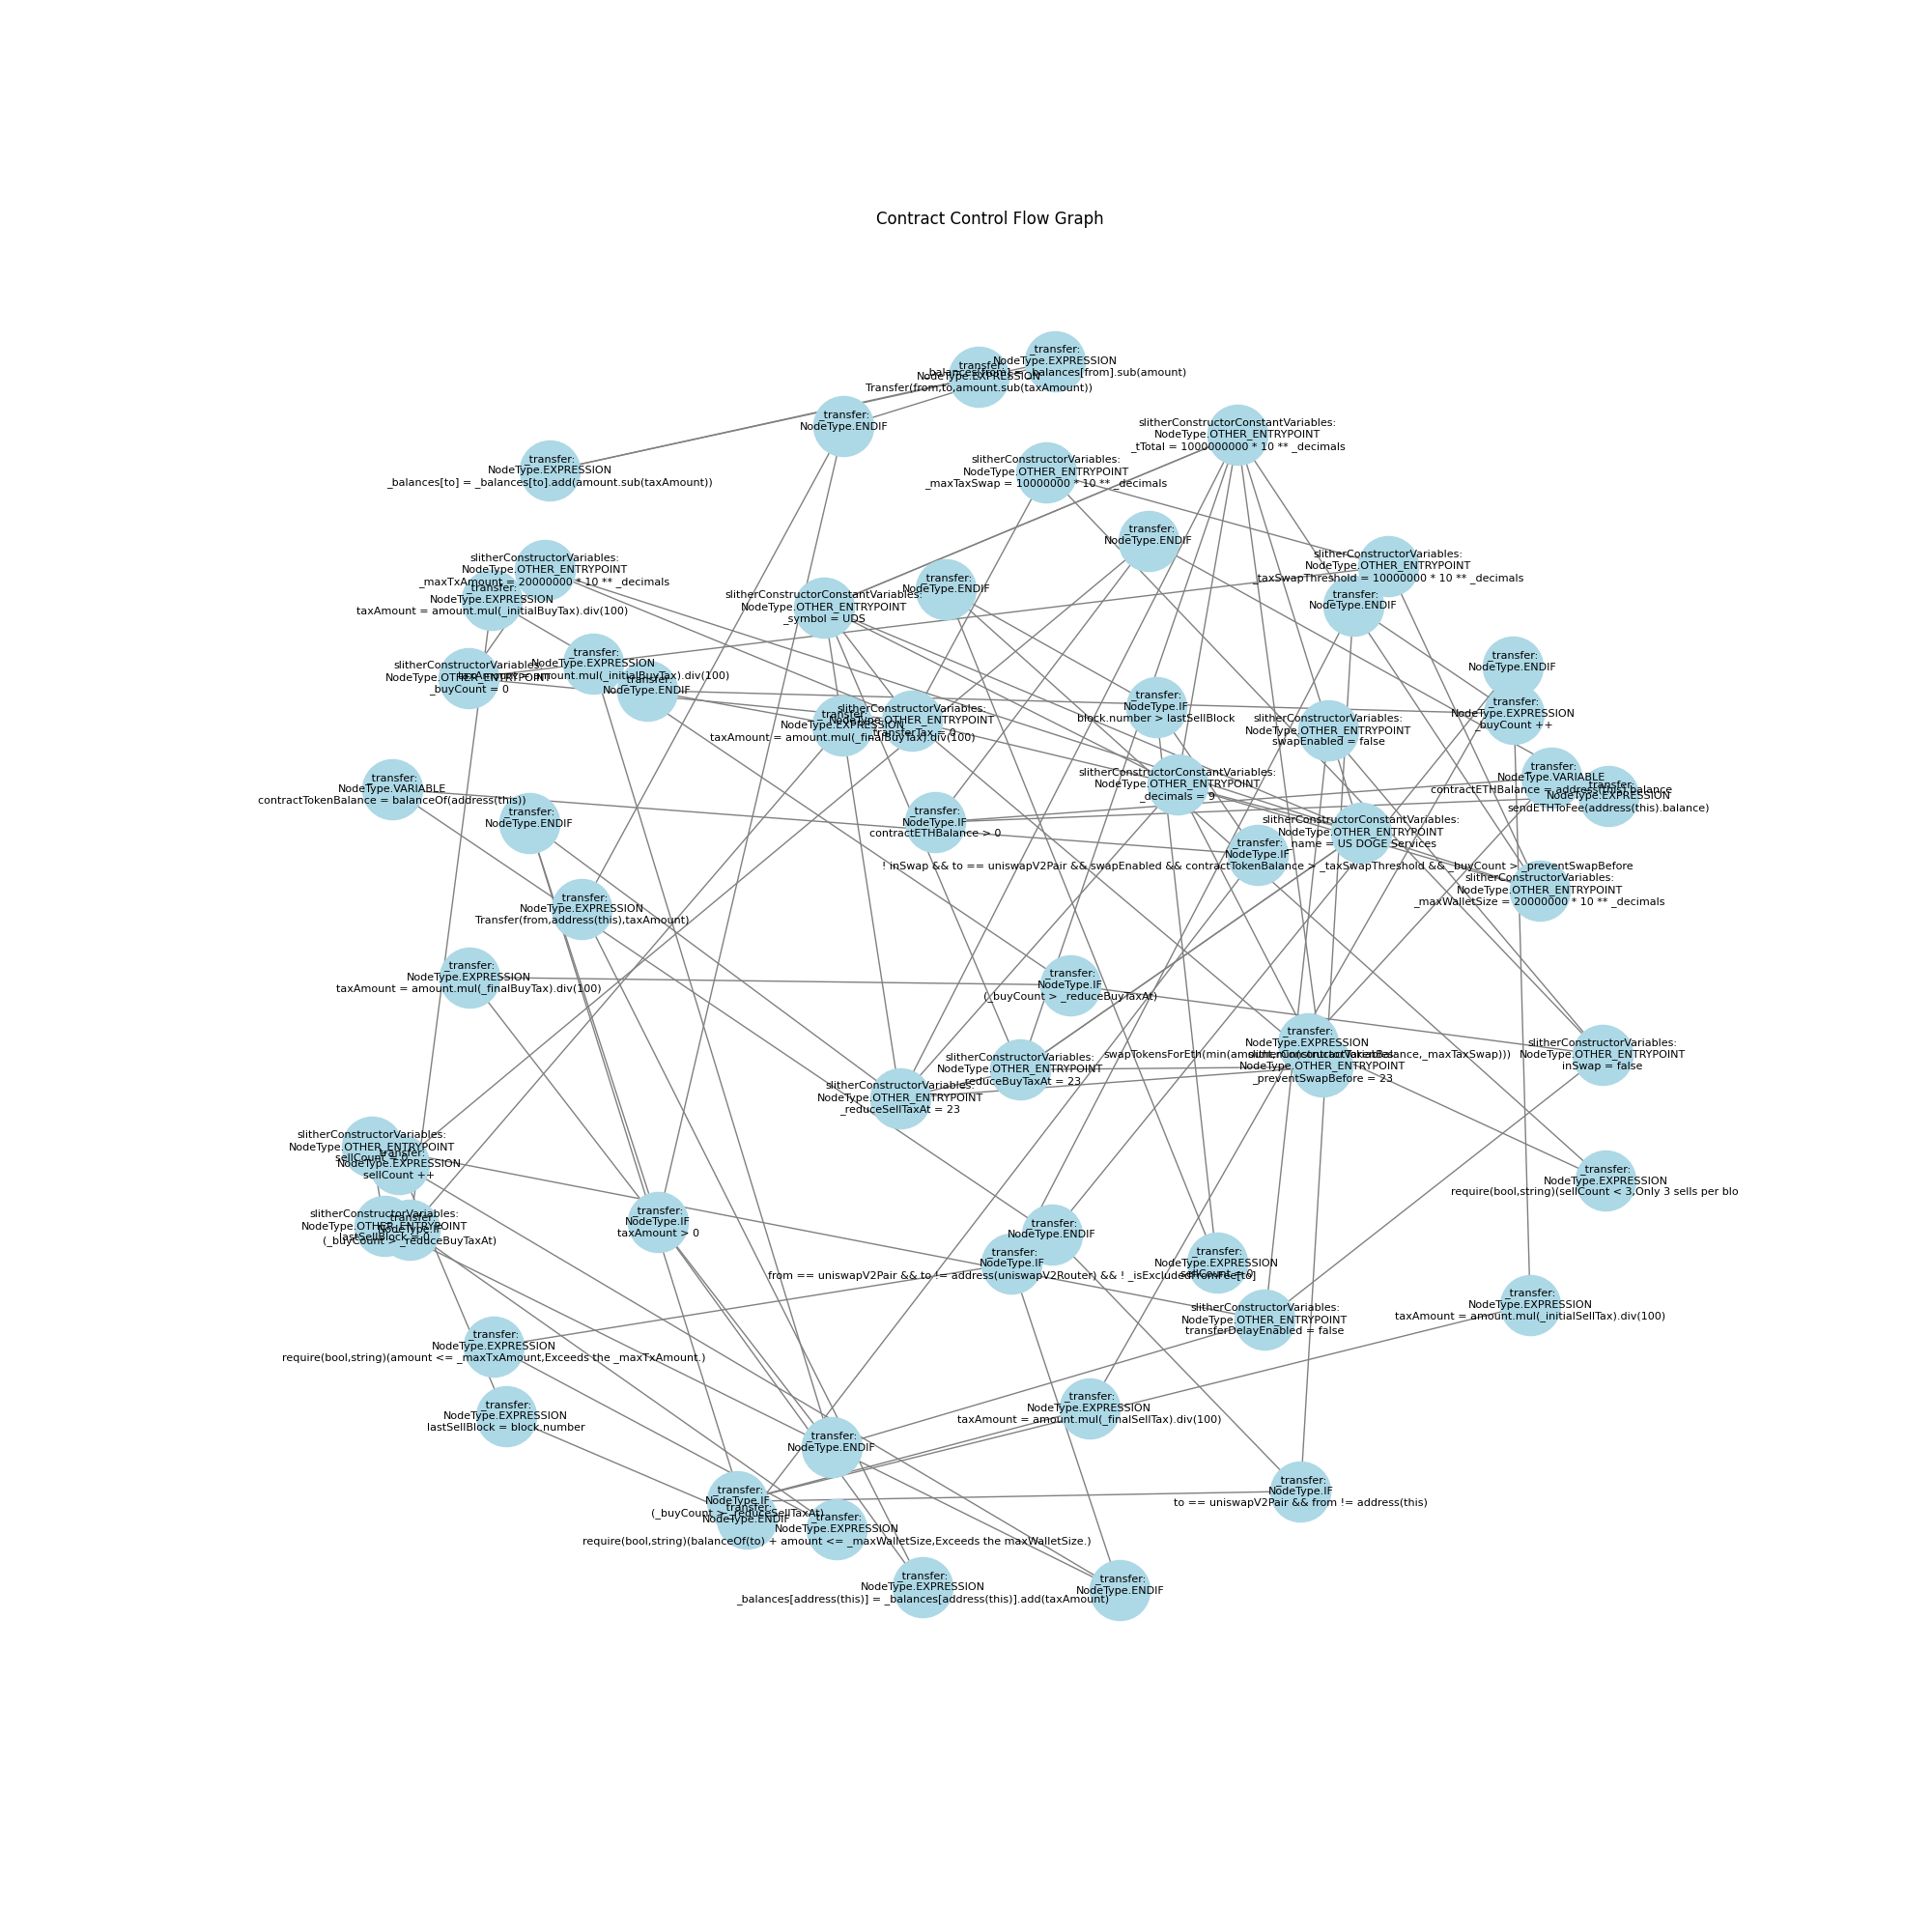 Contract Control Flow Graph
_transfer:
NodeType.EXPRESSION
_balances[from] = _balances[from].sub(amount)
_transfer:
NodeType.EXPRESSION
Transfer(from,to,amount.sub(taxAmount))
_transfer:
NodeType.ENDIF
slitherConstructorConstantVariables:
NodeType.OTHER_ENTRYPOINT
_tTotal = 1000000000 * 10 ** _decimals
_transfer:
NodeType.EXPRESSION
_balances[to] = _balances[to].add(amount.sub(taxAmount))
slitherConstructorVariables:
NodeType.OTHER_ENTRYPOINT
_maxTaxSwap = 10000000 * 10 ** _decimals
_transfer:
NodeType.ENDIF
slitherConstructorVariables:
NodeType.OTHER_ENTRYPOINT
_maxTxAmount = 20000000 * 10 ** _decimals
slitherConstructorVariables:
NodeType.OTHER_ENTRYPOINT
_taxSwapThreshold = 10000000 * 10 ** _decimals
_transfer:
NodeType.EXPRESSION
taxAmount = amount.mul(_initialBuyTax).div(100)
_transfer:
NodeType.ENDIF
slitherConstructorConstantVariables:
NodeType.OTHER_ENTRYPOINT
_symbol = UDS
_transfer:
NodeType.ENDIF
slitherConstructorVariables:
NodeType.OTHER_ENTRYPOINT
_buyCount = 0
_transfer:
NodeType.EXPRESSION
taxAmount = amount.mul(_initialBuyTax).div(100)
_transfer:
NodeType.ENDIF
_transfer:
NodeType.ENDIF
_transfer:
NodeType.EXPRESSION
_buyCount ++
_transfer:
NodeType.EXPRESSION
taxAmount = amount.mul(_finalBuyTax).div(100)
slitherConstructorVariables:
NodeType.OTHER_ENTRYPOINT
_transferTax = 0
_transfer:
NodeType.IF
block.number > lastSellBlock
slitherConstructorVariables:
NodeType.OTHER_ENTRYPOINT
swapEnabled = false
_transfer:
NodeType.VARIABLE
contractTokenBalance = balanceOf(address(this))
slitherConstructorConstantVariables:
NodeType.OTHER_ENTRYPOINT
_decimals = 9
_transfer:
NodeType.VARIABLE
contractETHBalance = address(this).balance
_transfer:
NodeType.EXPRESSION
sendETHToFee(address(this).balance)
_transfer:
NodeType.ENDIF
_transfer:
NodeType.IF
contractETHBalance > 0
slitherConstructorConstantVariables:
NodeType.OTHER_ENTRYPOINT
_name = US DOGE Services
_transfer:
NodeType.IF
! inSwap && to == uniswapV2Pair && swapEnabled && contractTokenBalance > _taxSwapThreshold && _buyCount > _preventSwapBefore
slitherConstructorVariables:
NodeType.OTHER_ENTRYPOINT
_maxWalletSize = 20000000 * 10 ** _decimals
_transfer:
NodeType.EXPRESSION
Transfer(from,address(this),taxAmount)
_transfer:
NodeType.EXPRESSION
taxAmount = amount.mul(_finalBuyTax).div(100)
_transfer:
NodeType.IF
(_buyCount > _reduceBuyTaxAt)
_transfer:
NodeType.EXPRESSION
swapTokensForEth(min(amount,min(contractTokenBalance,_maxTaxSwap)))
slitherConstructorVariables:
NodeType.OTHER_ENTRYPOINT
_preventSwapBefore = 23
slitherConstructorVariables:
NodeType.OTHER_ENTRYPOINT
inSwap = false
slitherConstructorVariables:
NodeType.OTHER_ENTRYPOINT
_reduceBuyTaxAt = 23
slitherConstructorVariables:
NodeType.OTHER_ENTRYPOINT
_reduceSellTaxAt = 23
slitherConstructorVariables:
NodeType.OTHER_ENTRYPOINT
sellCount = 0
_transfer:
NodeType.EXPRESSION
sellCount ++
_transfer:
NodeType.EXPRESSION
require(bool,string)(sellCount < 3,Only 3 sells per blo
slitherConstructorVariables:
NodeType.OTHER_ENTRYPOINT
lastSellBlock = 0
_transfer:
NodeType.IF
(_buyCount > _reduceBuyTaxAt)
_transfer:
NodeType.IF
taxAmount > 0
_transfer:
NodeType.ENDIF
_transfer:
NodeType.IF
from == uniswapV2Pair && to != address(uniswapV2Router) && ! _isExcludedFromFee[to]
_transfer:
NodeType.EXPRESSION
sellCount = 0
slitherConstructorVariables:
NodeType.OTHER_ENTRYPOINT
transferDelayEnabled = false
_transfer:
NodeType.EXPRESSION
taxAmount = amount.mul(_initialSellTax).div(100)
_transfer:
NodeType.EXPRESSION
require(bool,string)(amount <= _maxTxAmount,Exceeds the _maxTxAmount.)
_transfer:
NodeType.EXPRESSION
lastSellBlock = block.number
_transfer:
NodeType.EXPRESSION
taxAmount = amount.mul(_finalSellTax).div(100)
_transfer:
NodeType.ENDIF
_transfer:
NodeType.IF
to == uniswapV2Pair && from != address(this)
_transfer:
NodeType.IF
(_buyCount > _reduceSellTaxAt)
_transfer:
NodeType.ENDIF
_transfer:
NodeType.EXPRESSION
require(bool,string)(balanceOf(to) + amount <= _maxWalletSize,Exceeds the maxWalletSize.)
_transfer:
NodeType.EXPRESSION
_balances[address(this)] = _balances[address(this)].add(taxAmount)
_transfer:
NodeType.ENDIF